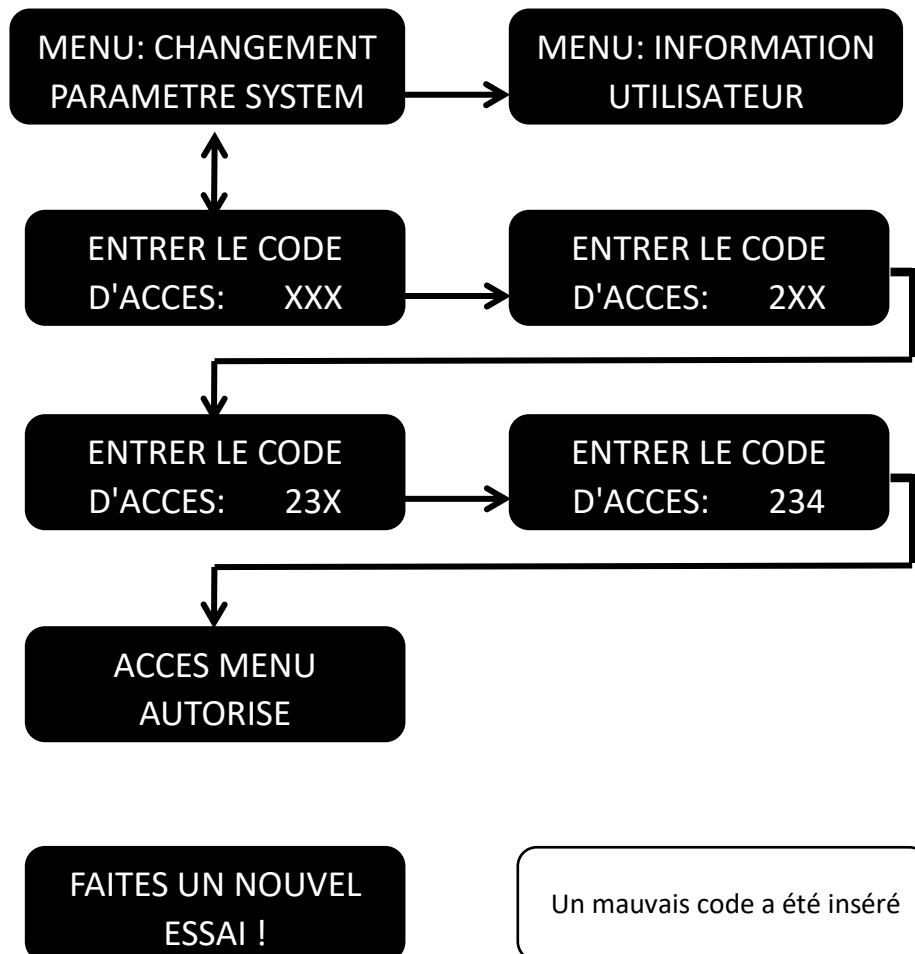 MENU: CHANGEMENT
PARAMETRE SYSTEM
MENU: INFORMATION
UTILISATEUR
ENTRER LE CODE
D'ACCES: XXX
ENTRER LE CODE
D'ACCES: 2XX
ENTRER LE CODE
D'ACCES: 23X
ENTRER LE CODE
D'ACCES: 234
ACCES MENU
AUTORISE
FAITES UN NOUVEL
ESSAI !
Un mauvais code a été inséré